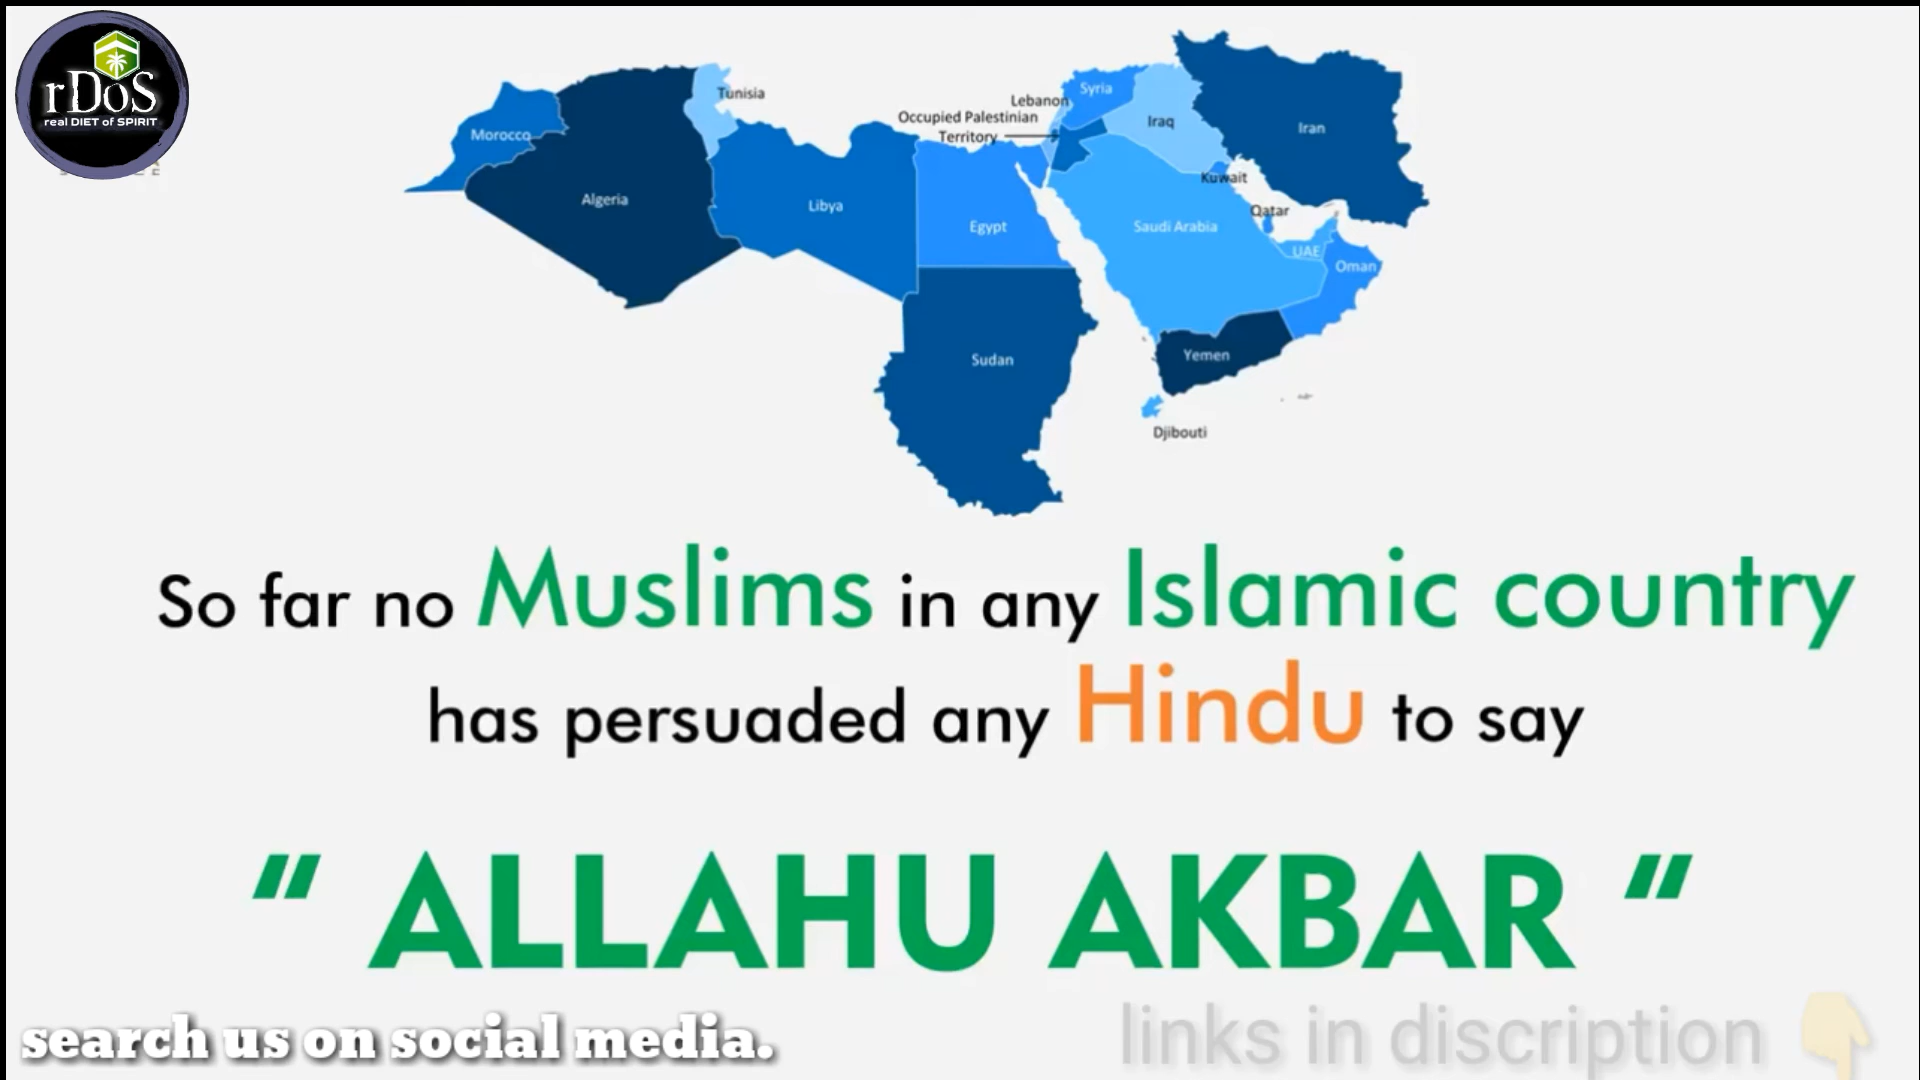 rDoS
real DIET of SPIRIT
Tunisia
Morocco
Algeria
Libya
Egypt
Sudan
Occupied Palestinian
Territory
Lebanon
Syria
Iraq
Iran
Kuwait
Qatar
Saudi Arabia
UAE
Oman
Yemen
Djibouti
So far no Muslims in any Islamic country
has persuaded any Hindu to say
" ALLAHU AKBAR "
search us on social media.
links in discription